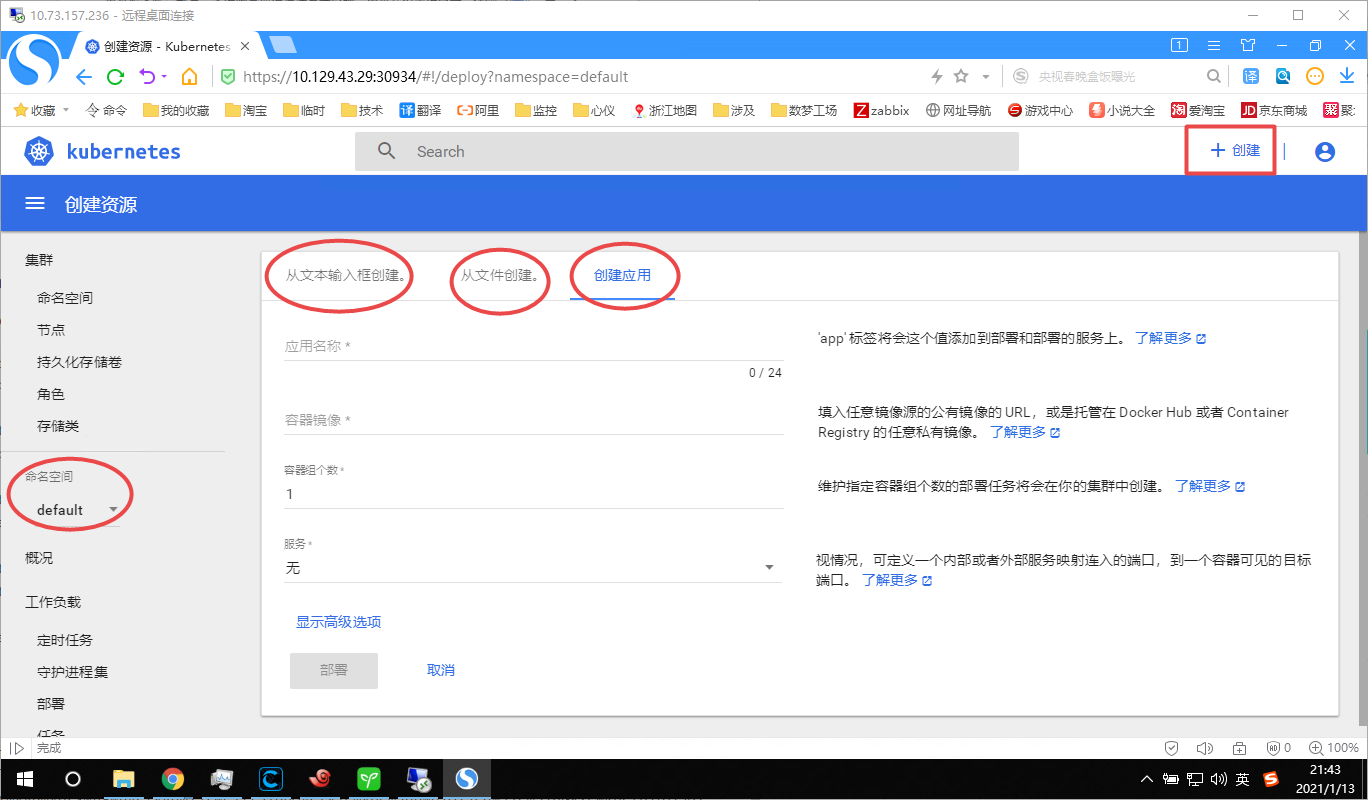 10.73.157.236 - 远程桌面连接
创建资源 - Kubernetes
1
https://10.129.43.29:30934/#!/deploy?namespace=default
央视春晚盒饭曝光
译
收藏 命令 我的收藏 淘宝 临时 技术 译 翻译 阿里 监控 心仪 浙江地图 涉及 数梦工场 Z zabbix 网址导航 游戏中心 小说大全 淘 爱淘宝 JD 京东商城 聚
kubernetes
Search
+ 创建
创建资源
集群
命名空间
节点
持久化存储卷
角色
存储类
命名空间
default
概况
工作负载
定时任务
守护进程集
部署
任务
从文本输入框创建。
从文件创建。
创建应用
应用名称 *
0 / 24
'app' 标签将会这个值添加到部署和部署的服务上。 了解更多
容器镜像 *
填入任意镜像源的公有镜像的 URL，或是托管在 Docker Hub 或者 Container
Registry 的任意私有镜像。 了解更多
容器组个数 *
1
维护指定容器组个数的部署任务将会在你的集群中创建。 了解更多
服务 *
无
视情况，可定义一个内部或者外部服务映射连入的端口，到一个容器可见的目标
端口。 了解更多
显示高级选项
部署
取消
完成
0
100%
英
21:43
2021/1/13